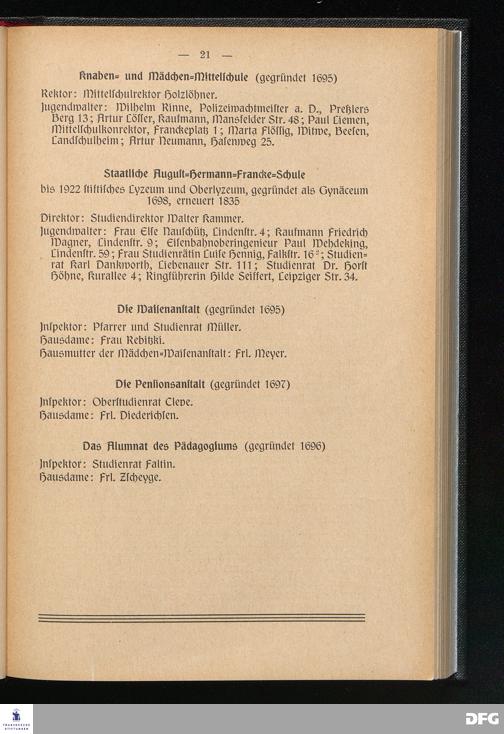 — 21 —
Knaben= und Mädchen=Mittelschule (gegründet 1695)
Rektor: Mittelschulrektor Holzlöhner.
Jugendwalter: Wilhelm Rinne, Polizeiwachtmeister a. D., Preßlers
Berg 13; Artur Löffer, Kaufmann, Mansfelder Str. 48; Paul Liemen,
Mittelschulkonrektor, Franckeplatz 1; Marta Flössig, Witwe, Beesen,
Landschulheim; Artur Neumann, Hasenweg 25.
Staatliche August=Hermann=Francke=Schule
bis 1922 stiftisches Lyzeum und Oberlyzeum, gegründet als Gynäceum
1698, erneuert 1835
Direktor: Studiendirektor Walter Kammer.
Jugendwalter: Frau Else Nauschütz, Lindenstr. 4; Kaufmann Friedrich
Wagner, Lindenstr. 9; Eisenbahnoberingenieur Paul Wehdeking,
Lindenstr. 59; Frau Studienrätin Luise Hennig, Falkstr. 16²; Studien=
rat Karl Dankworth, Liebenauer Str. 111; Studienrat Dr. Horst
Höhne, Kurallee 4; Ringführerin Hilde Seiffert, Leipziger Str. 34.
Die Waisenanstalt (gegründet 1695)
Inspektor: Pfarrer und Studienrat Müller.
Hausdame: Frau Rebitzki.
Hausmutter der Mädchen=Waisenanstalt: Frl. Meyer.
Die Pensionsanstalt (gegründet 1697)
Inspektor: Oberstudienrat Cleve.
Hausdame: Frl. Diederichsen.
Das Alumnat des Pädagogiums (gegründet 1696)
Inspektor: Studienrat Faltin.
Hausdame: Frl. Zscheyge.
FRANCKESCHE
STIFTUNGEN
DFG